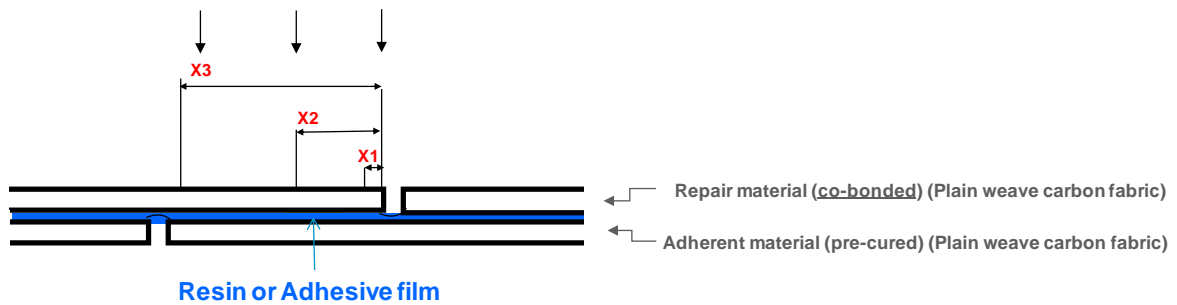 X3
X2
X1
Repair material (co-bonded) (Plain weave carbon fabric)
Adherent material (pre-cured) (Plain weave carbon fabric)
Resin or Adhesive film